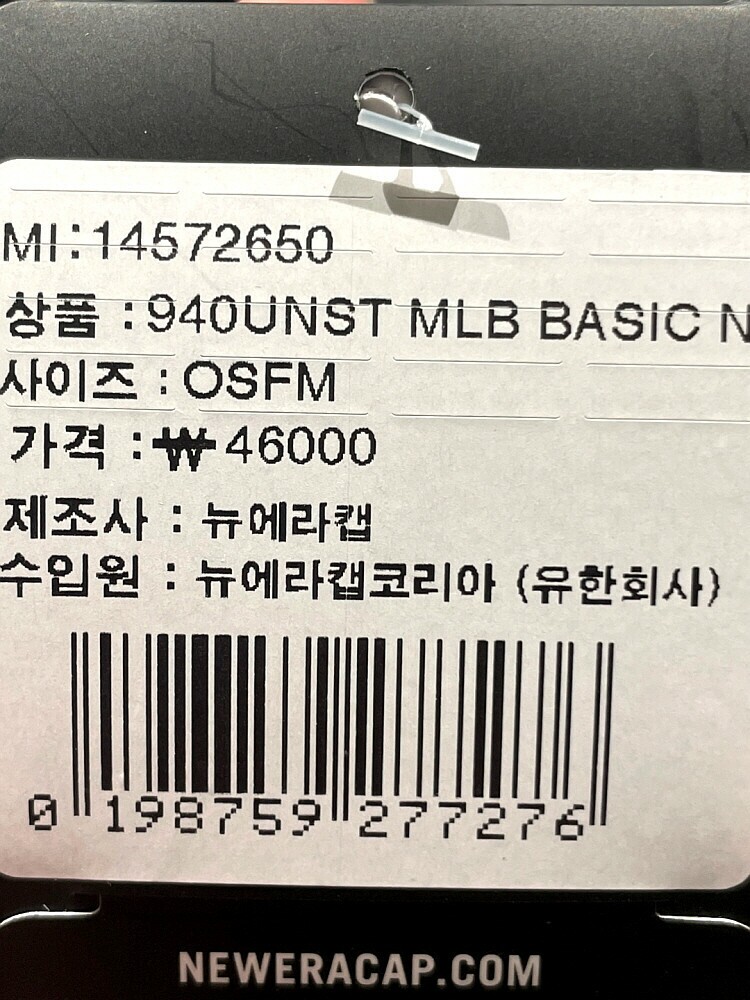 MI:14572650
상품 :940UNST MLB BASIC N
사이즈 :OSFM
가격 :₩46000
제조사 : 뉴에라캡
수입원 : 뉴에라캡코리아 (유한회사)
0 198759 277276
NEWERACAP.COM